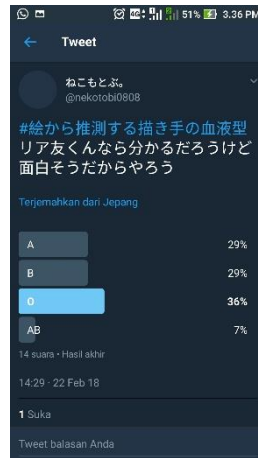 51% 3.36 PM
Tweet
ねこもとぶ。
@nekotobi0808
#絵から推測する描き手の血液型
リア友くんなら分かるだろうけど
面白そうだからやろう
Terjemahkan dari Jepang
A 29%
B 29%
O 36%
AB 7%
14 suara • Hasil akhir
14:29 · 22 Feb 18
1 Suka
Tweet balasan Anda